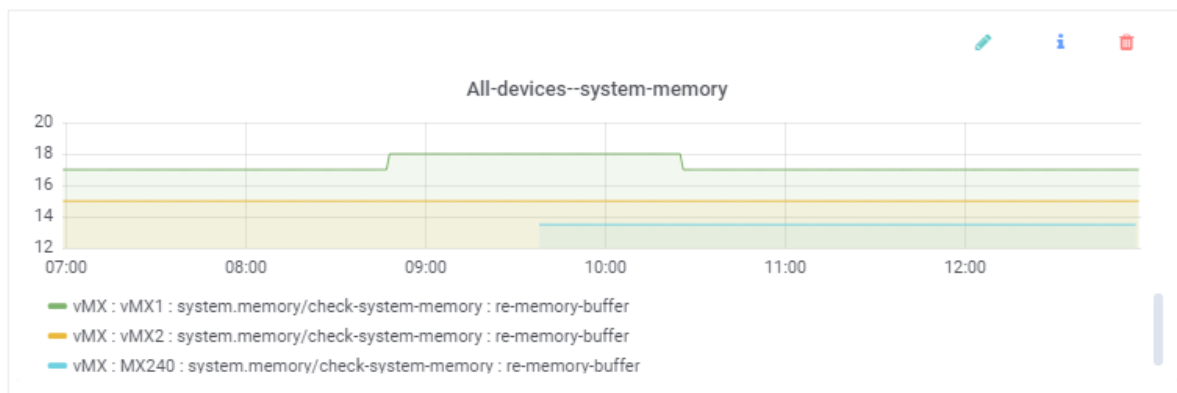 All-devices--system-memory
20
18
16
14
12
07:00 08:00 09:00 10:00 11:00 12:00
vMX : vMX1 : system.memory/check-system-memory : re-memory-buffer
vMX : vMX2 : system.memory/check-system-memory : re-memory-buffer
vMX : MX240 : system.memory/check-system-memory : re-memory-buffer